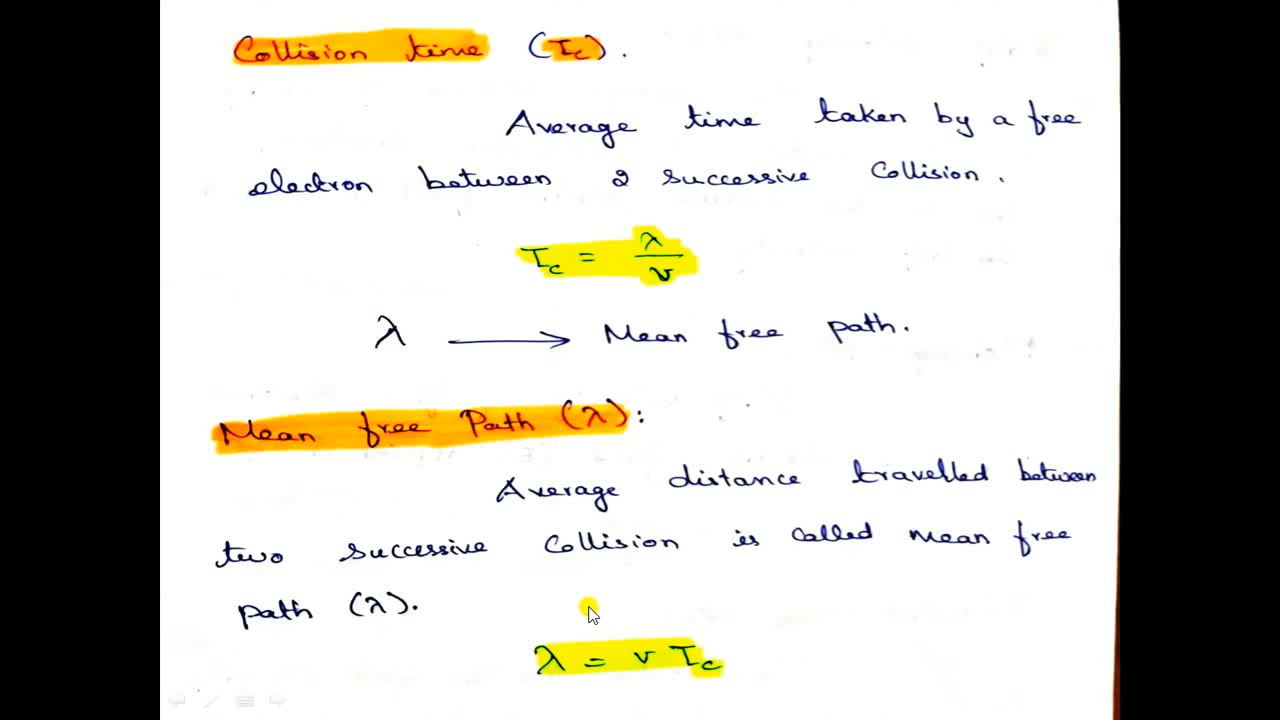 Collision time (τc).
Average time taken by a free
electron between 2 successive Collision.
τc = λ/v
λ → Mean free path.
Mean free Path (λ):
Average distance travelled between
two successive Collision is called mean free
path (λ).
λ = v τc